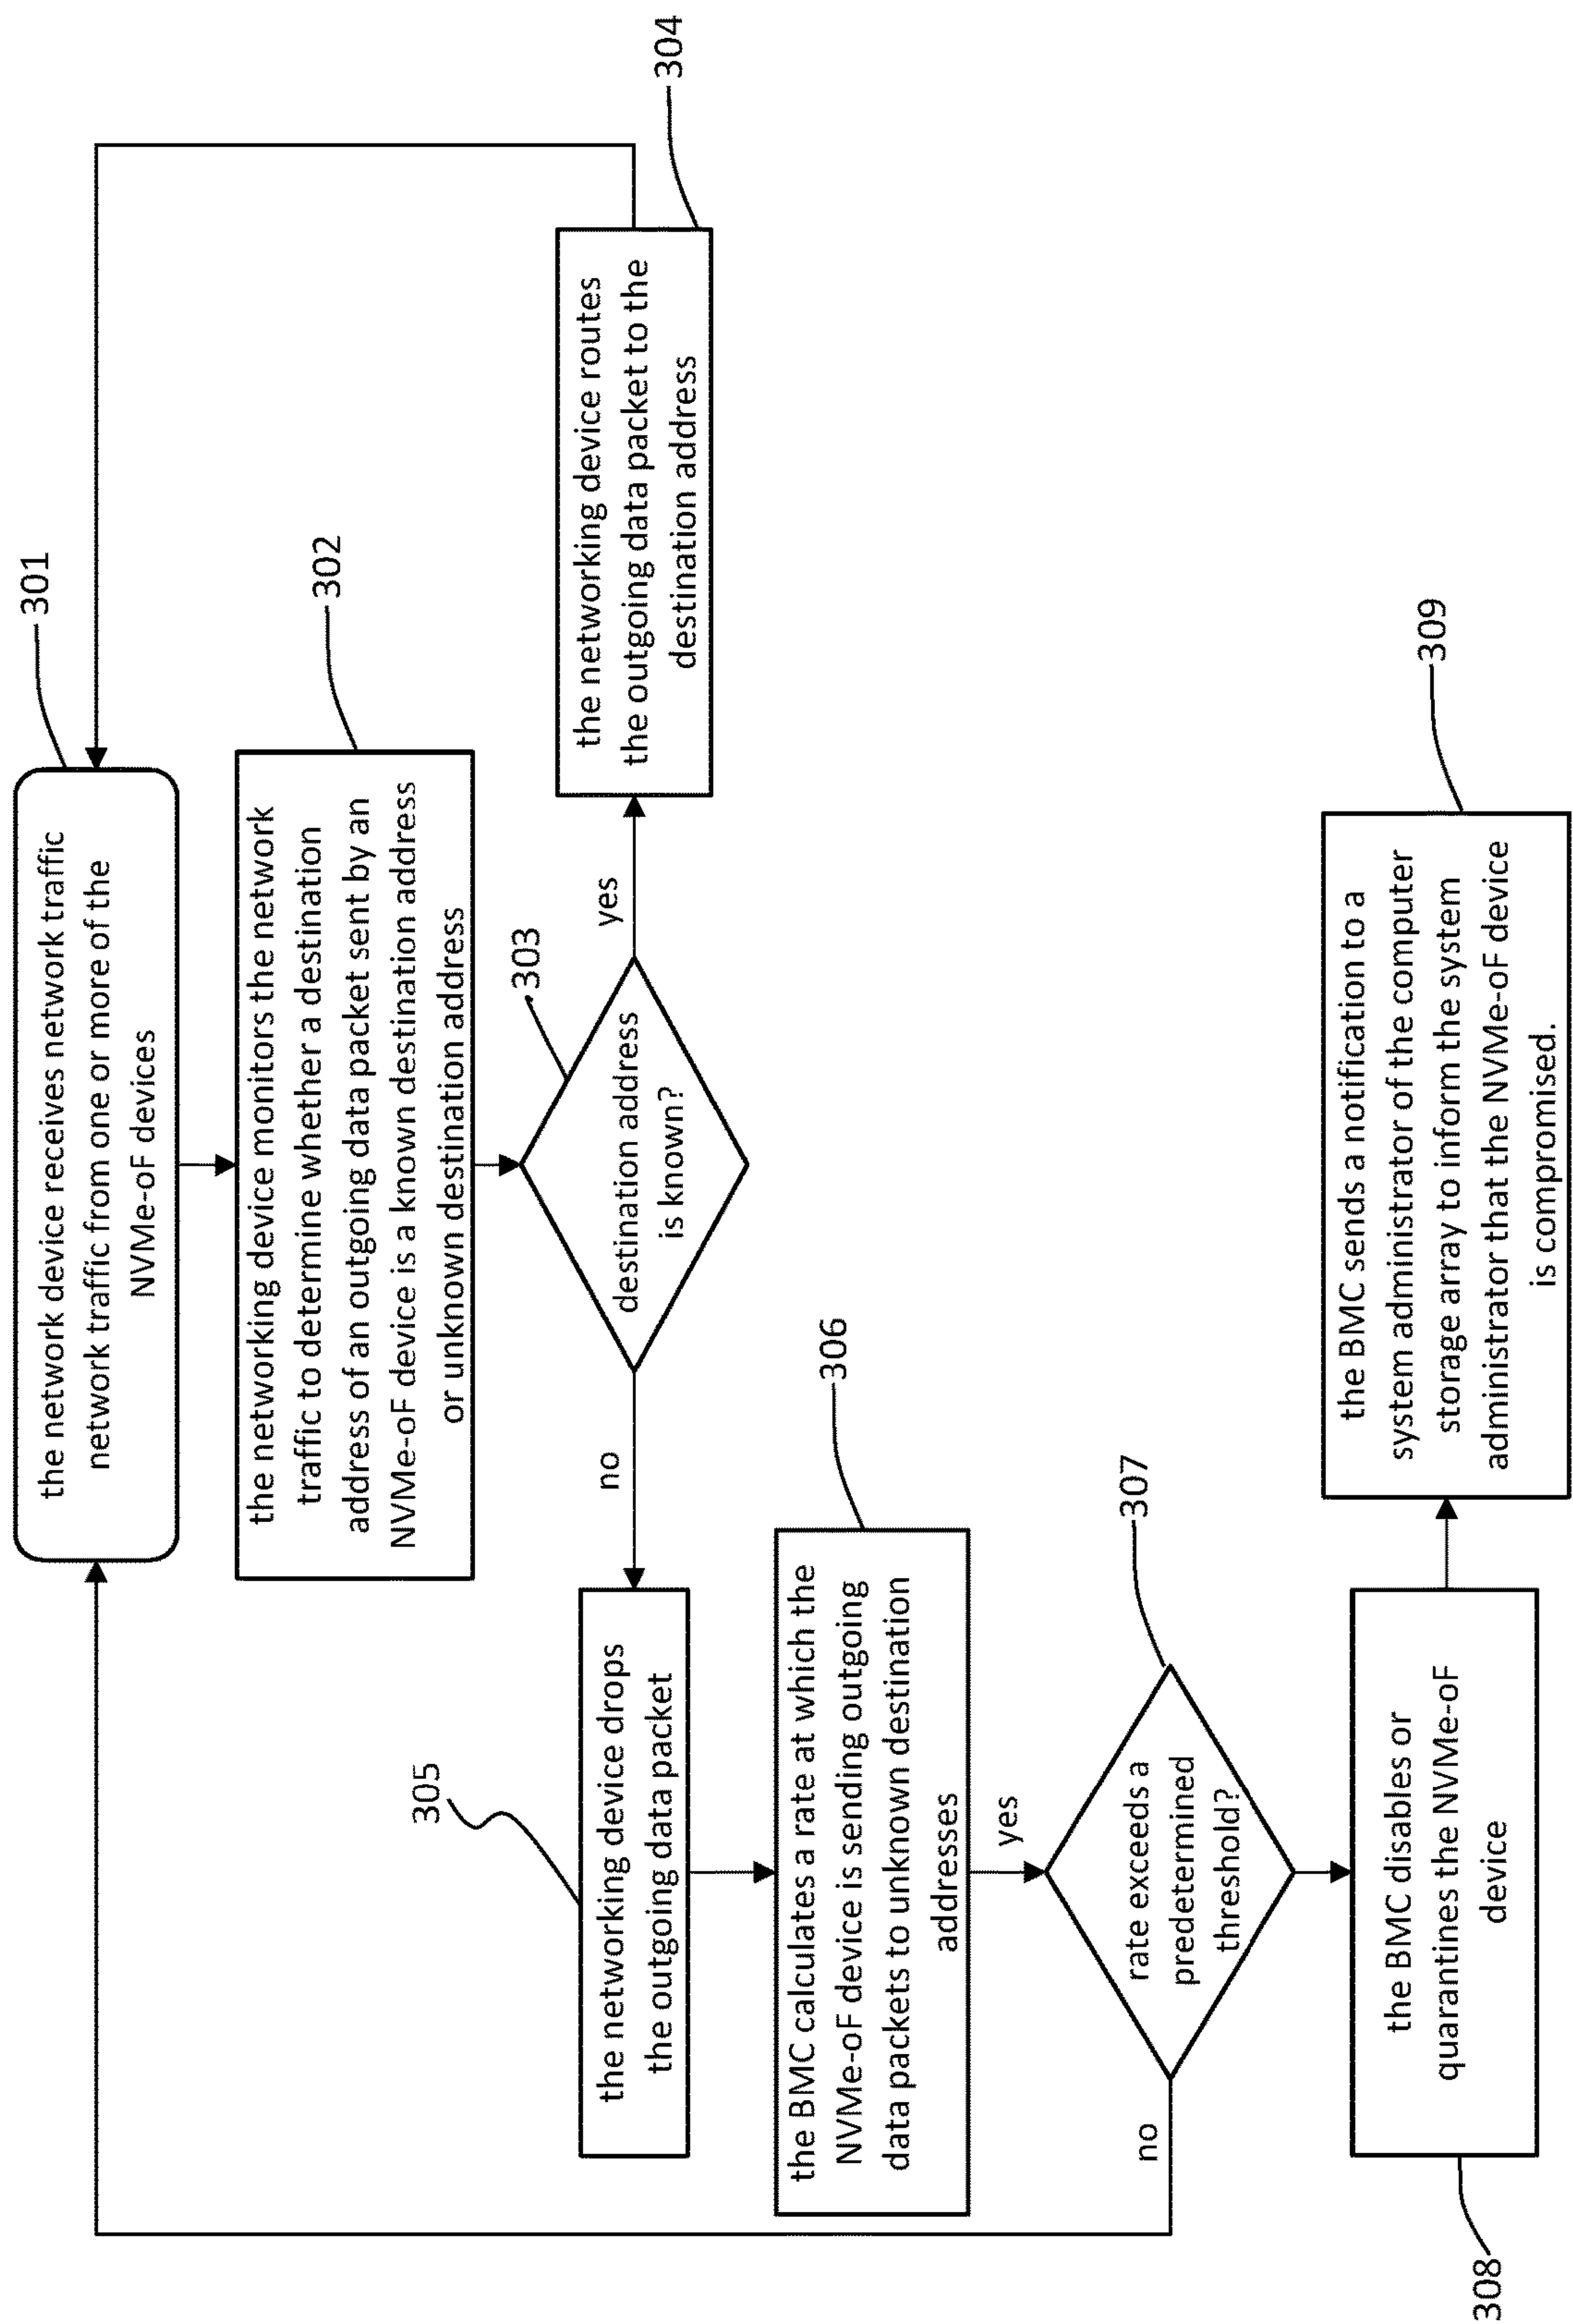 301
the network device receives network traffic
network traffic from one or more of the
NVMe-oF devices
302
the networking device monitors the network
traffic to determine whether a destination
address of an outgoing data packet sent by an
NVMe-oF device is a known destination address
or unknown destination address
303
destination address
is known?
yes
304
the networking device routes
the outgoing data packet to the
destination address
no
305
the networking device drops
the outgoing data packet
306
the BMC calculates a rate at which the
NVMe-oF device is sending outgoing
data packets to unknown destination
addresses
yes
307
rate exceeds a
predetermined
threshold?
no
308
the BMC disables or
quarantines the NVMe-oF
device
309
the BMC sends a notification to a
system administrator of the computer
storage array to inform the system
administrator that the NVMe-oF device
is compromised.